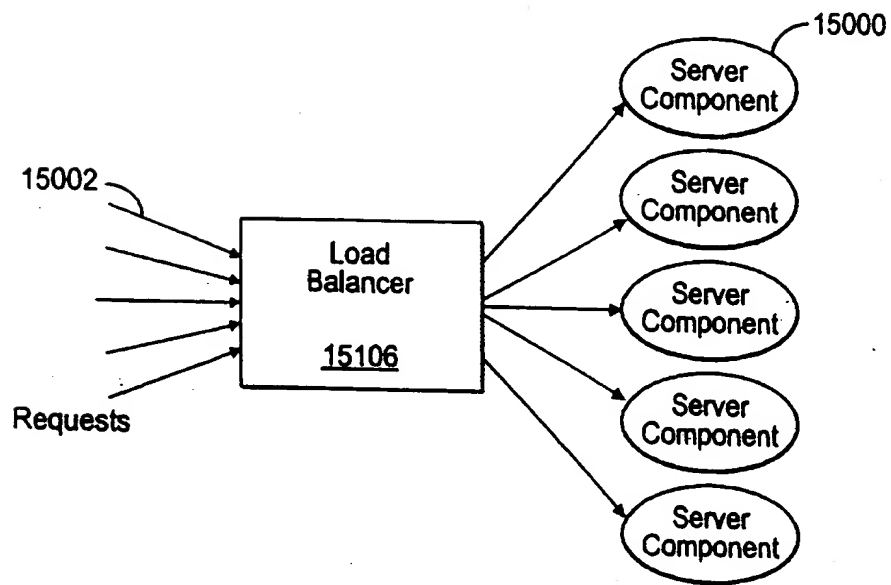 15000
Server
Component
15002
Server
Component
Load
Balancer
Server
Component
15106
Requests
Server
Component
Server
Component